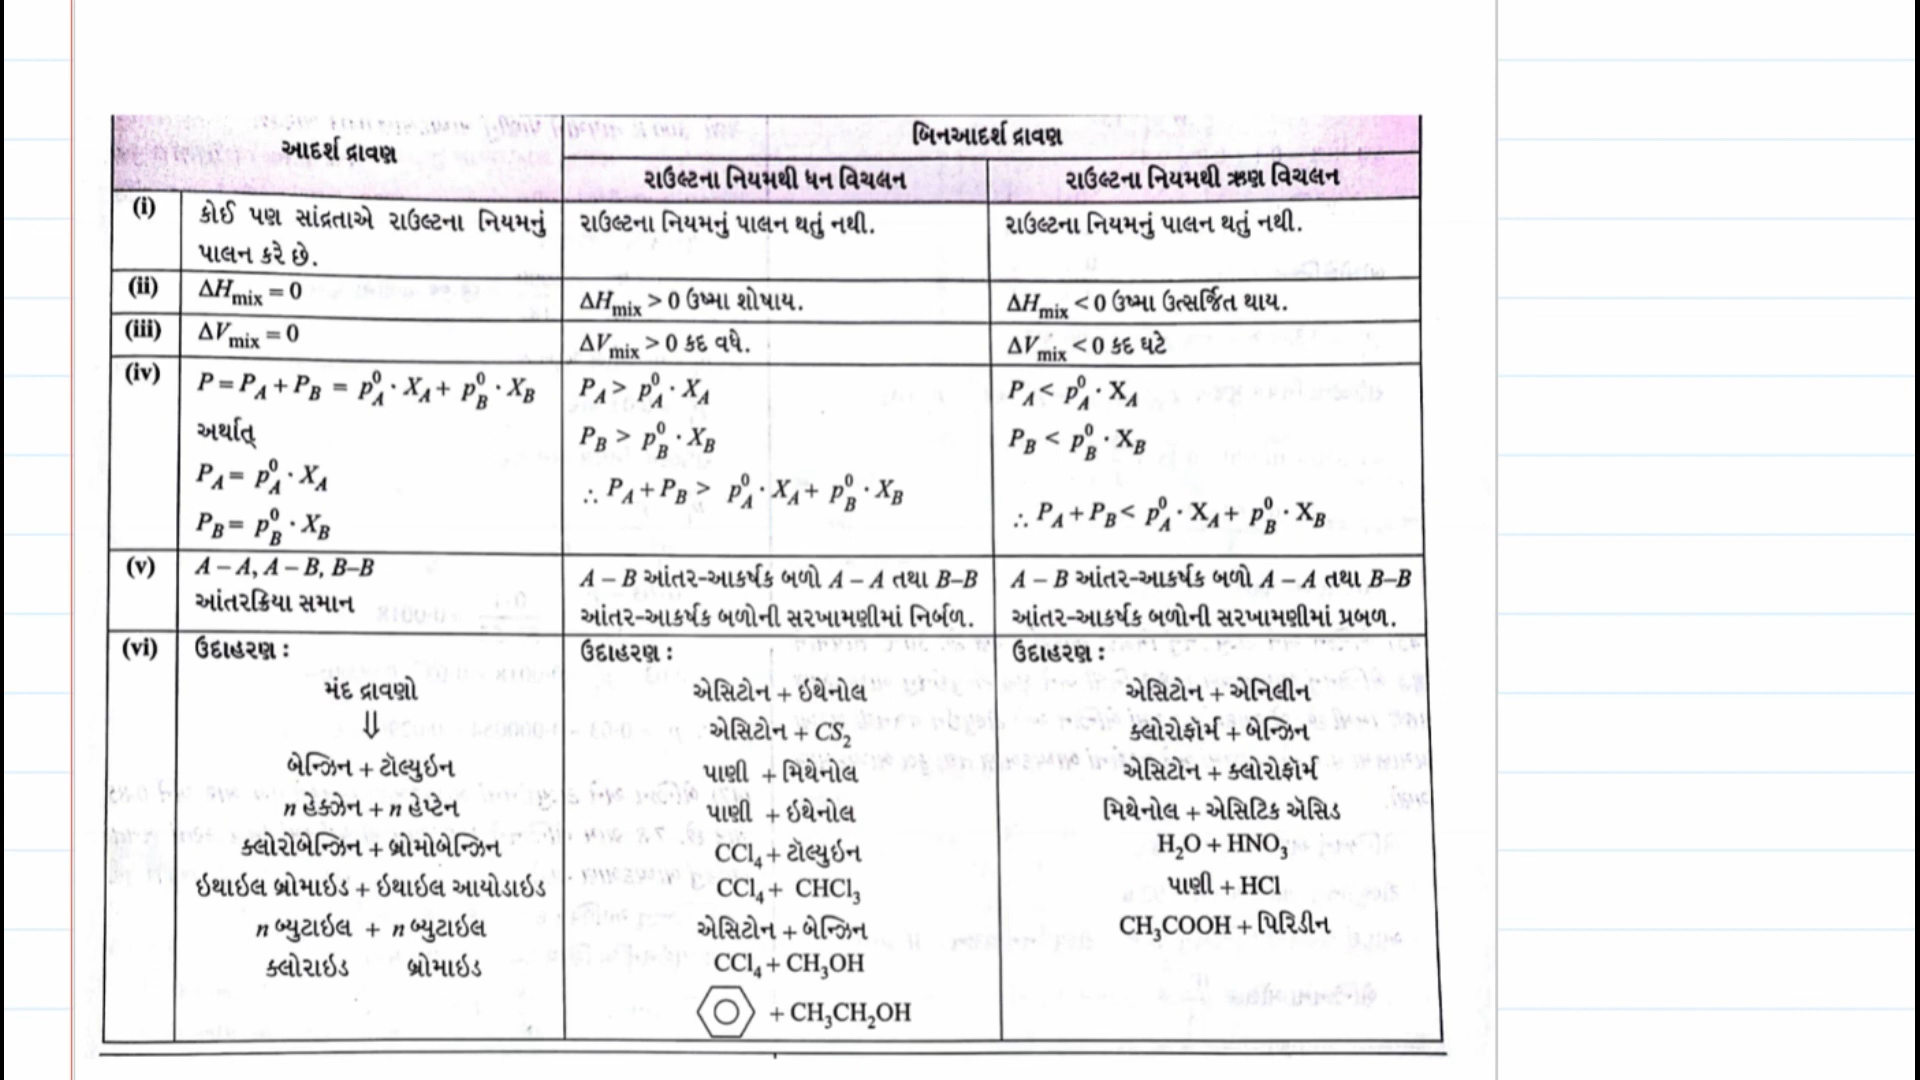 આદર્શ દ્રાવણ
બિનઆદર્શ દ્રાવણ
રાઉલ્ટના નિયમથી ધન વિચલન
રાઉલ્ટના નિયમથી ઋણ વિચલન
(i)
કોઈ પણ સાંદ્રતાએ રાઉલ્ટના નિયમનું
પાલન કરે છે.
રાઉલ્ટના નિયમનું પાલન થતું નથી.
રાઉલ્ટના નિયમનું પાલન થતું નથી.
(ii)
ΔH_mix = 0
ΔH_mix > 0 ઉષ્મા શોષાય.
ΔH_mix < 0 ઉષ્મા ઉત્સર્જિત થાય.
(iii)
ΔV_mix = 0
ΔV_mix > 0 કદ વધે.
ΔV_mix < 0 કદ ઘટે
(iv)
P = P_A + P_B = p⁰_A · X_A + p⁰_B · X_B
અર્થાત્
P_A = p⁰_A · X_A
P_B = p⁰_B · X_B
P_A > p⁰_A · X_A
P_B > p⁰_B · X_B
∴ P_A + P_B > p⁰_A · X_A + p⁰_B · X_B
P_A < p⁰_A · X_A
P_B < p⁰_B · X_B
∴ P_A + P_B < p⁰_A · X_A + p⁰_B · X_B
(v)
A – A, A – B, B–B
આંતરક્રિયા સમાન
A – B આંતર-આકર્ષક બળો A – A તથા B–B
આંતર-આકર્ષક બળોની સરખામણીમાં નિર્બળ.
A – B આંતર-આકર્ષક બળો A – A તથા B–B
આંતર-આકર્ષક બળોની સરખામણીમાં પ્રબળ.
(vi)
ઉદાહરણ :
મંદ દ્રાવણો
⇓
બેન્ઝિન + ટૉલ્યુઇન
n હેક્ઝેન + n હેપ્ટેન
ક્લોરોબેન્ઝિન + બ્રોમોબેન્ઝિન
ઇથાઇલ બ્રોમાઇડ + ઇથાઇલ આયોડાઇડ
n બ્યુટાઇલ + n બ્યુટાઇલ
ક્લોરાઇડ બ્રોમાઇડ
ઉદાહરણ :
એસિટોન + ઇથેનોલ
એસિટોન + CS₂
પાણી + મિથેનોલ
પાણી + ઇથેનોલ
CCl₄ + ટૉલ્યુઇન
CCl₄ + CHCl₃
એસિટોન + બેન્ઝિન
CCl₄ + CH₃OH
+ CH₃CH₂OH
ઉદાહરણ :
એસિટોન + એનિલીન
ક્લોરોફૉર્મ + બેન્ઝિન
એસિટોન + ક્લોરોફૉર્મ
મિથેનોલ + એસિટિક ઍસિડ
H₂O + HNO₃
પાણી + HCl
CH₃COOH + પિરિડીન